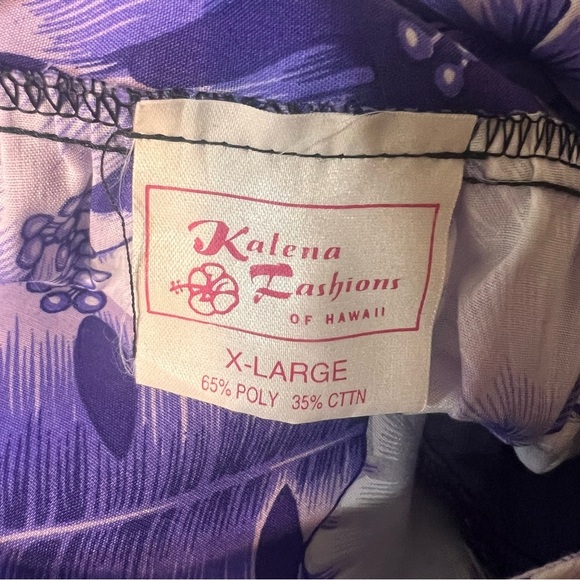 Kalena
Fashions
OF HAWAII
X-LARGE
65% POLY 35% CTTN